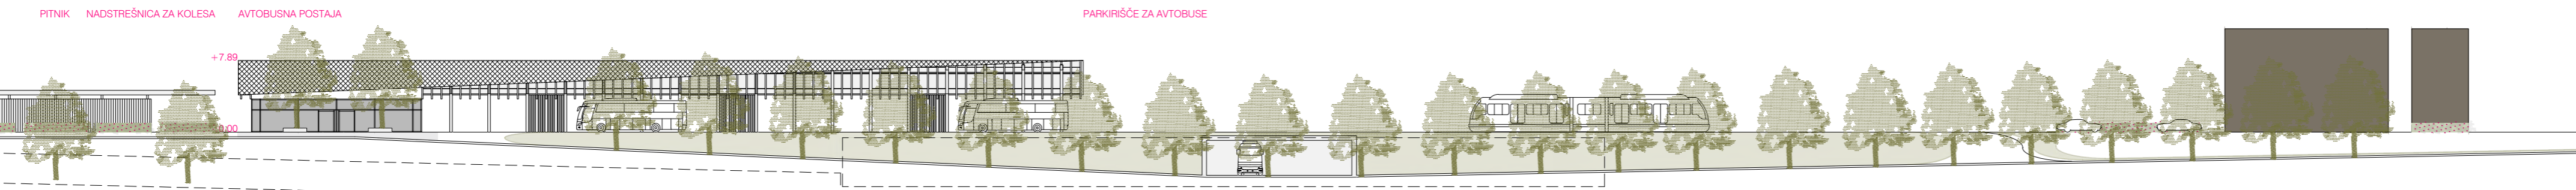 PITNIK NADSTREŠNICA ZA KOLESA AVTOBUSNA POSTAJA PARKIRIŠČE ZA AVTOBUSE
+7.89
0.00